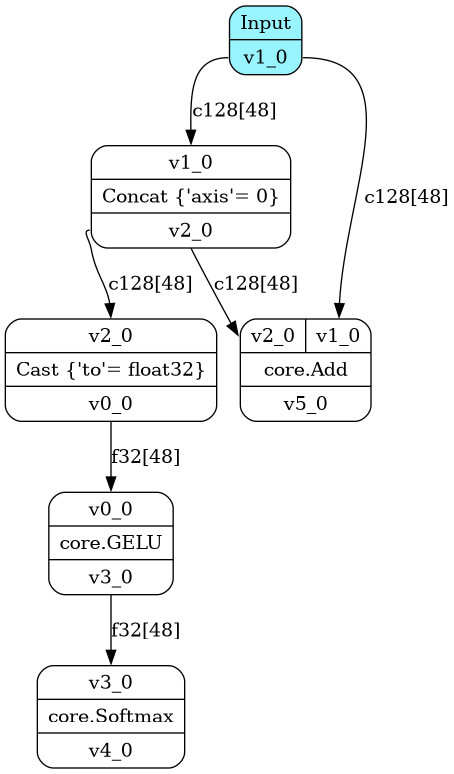 Input
v1_0
c128[48]
v1_0
Concat {'axis'= 0}
v2_0
c128[48]
c128[48]
c128[48]
v2_0
Cast {'to'= float32}
v0_0
v2_0 v1_0
core.Add
v5_0
f32[48]
v0_0
core.GELU
v3_0
f32[48]
v3_0
core.Softmax
v4_0